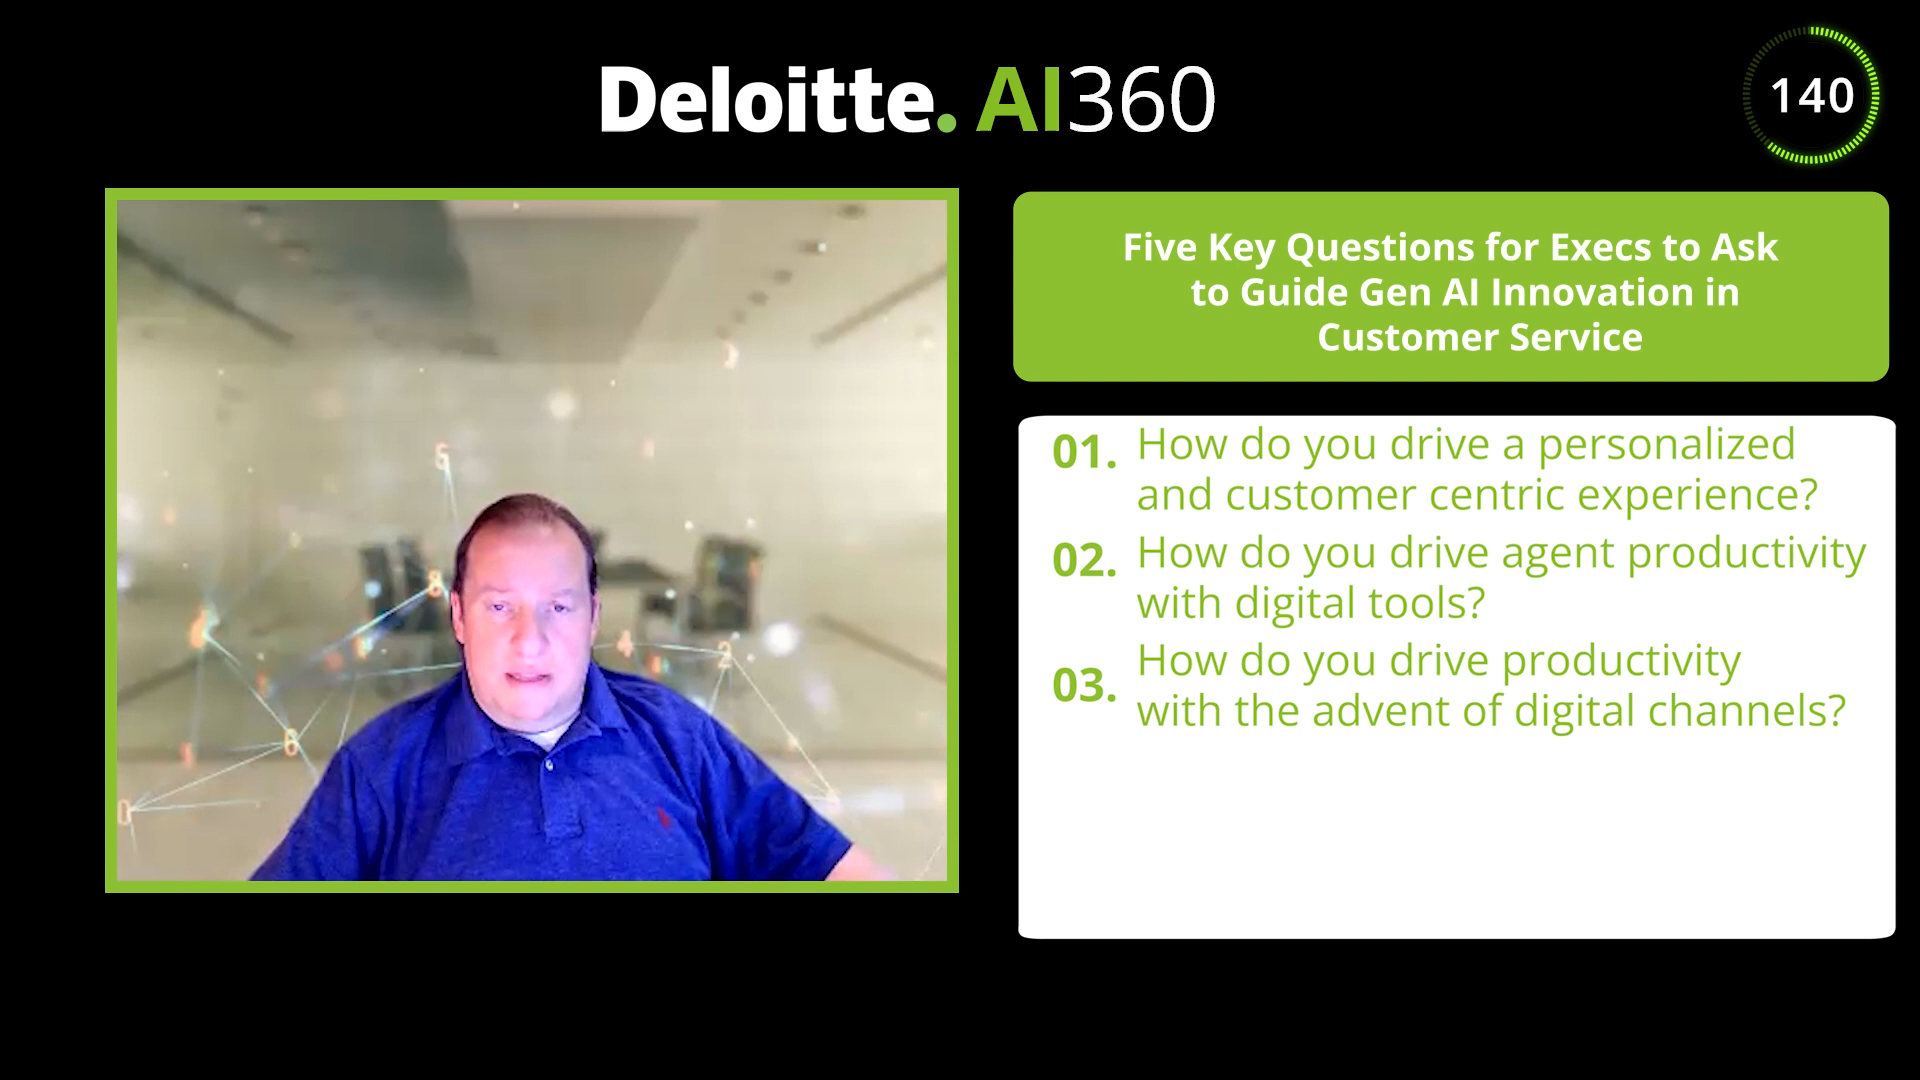 Deloitte. AI360
140
Five Key Questions for Execs to Ask
to Guide Gen AI Innovation in
Customer Service
01. How do you drive a personalized
and customer centric experience?
02. How do you drive agent productivity
with digital tools?
03. How do you drive productivity
with the advent of digital channels?